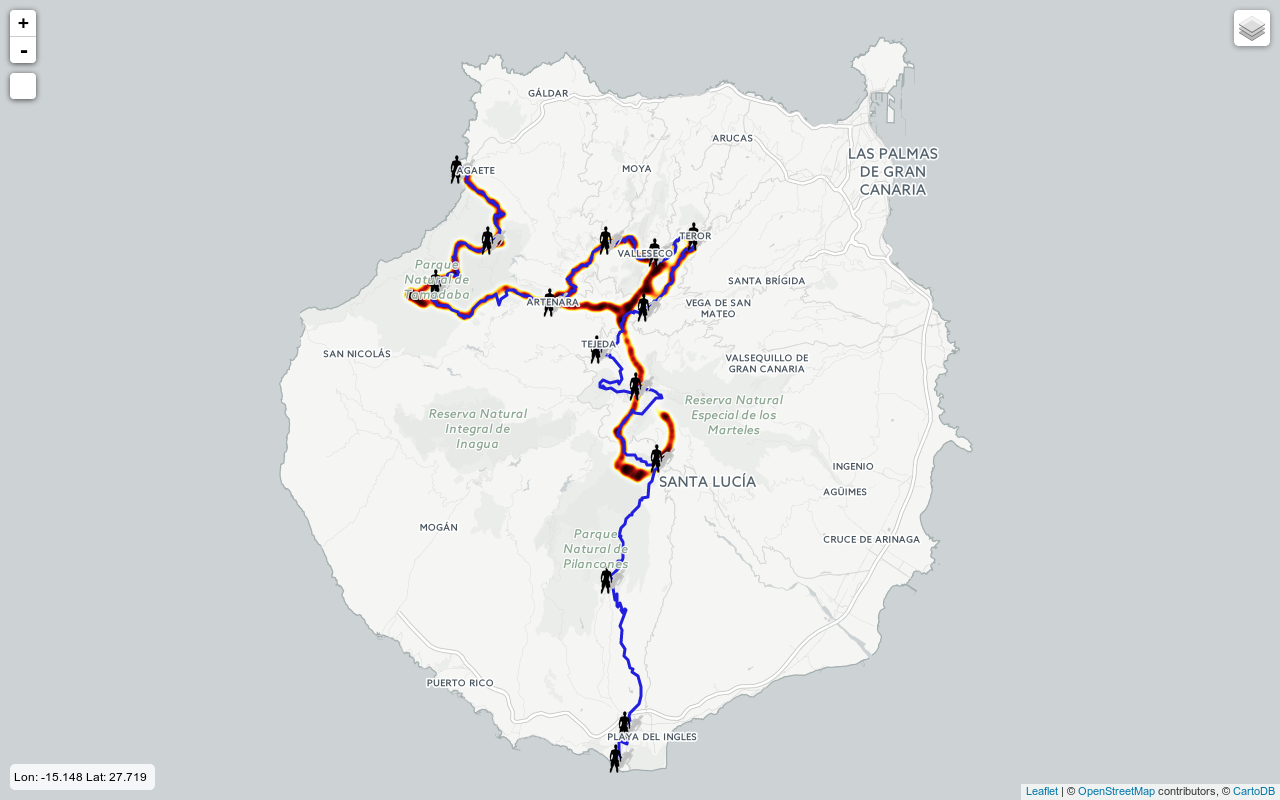 +
-
GÁLDAR
ARUCAS
LAS PALMAS
DE GRAN
CANARIA
AGAETE
MOYA
TEROR
VALLESECO
Parque
Natural de
Tamadaba
SANTA BRÍGIDA
ARTENARA
VEGA DE SAN
MATEO
TEJEDA
SAN NICOLÁS
VALSEQUILLO DE
GRAN CANARIA
Reserva Natural
Especial de los
Marteles
Reserva Natural
Integral de
Inagua
INGENIO
SANTA LUCÍA
AGÜIMES
MOGÁN
Parque
Natural de
Pilancones
CRUCE DE ARINAGA
PUERTO RICO
PLAYA DEL INGLES
Lon: -15.148 Lat: 27.719
Leaflet | © OpenStreetMap contributors, © CartoDB